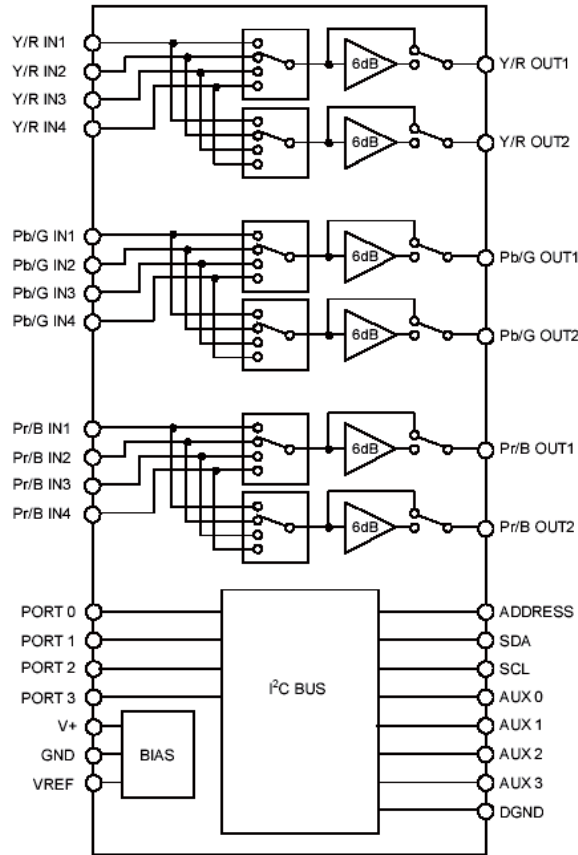 Y/R IN1
Y/R IN2
Y/R IN3
Y/R IN4
6dB
Y/R OUT1
6dB
Y/R OUT2
Pb/G IN1
Pb/G IN2
Pb/G IN3
Pb/G IN4
6dB
Pb/G OUT1
6dB
Pb/G OUT2
Pr/B IN1
Pr/B IN2
Pr/B IN3
Pr/B IN4
6dB
Pr/B OUT1
6dB
Pr/B OUT2
PORT 0
PORT 1
PORT 2
PORT 3
V+
GND
VREF
BIAS
I²C BUS
ADDRESS
SDA
SCL
AUX 0
AUX 1
AUX 2
AUX 3
DGND